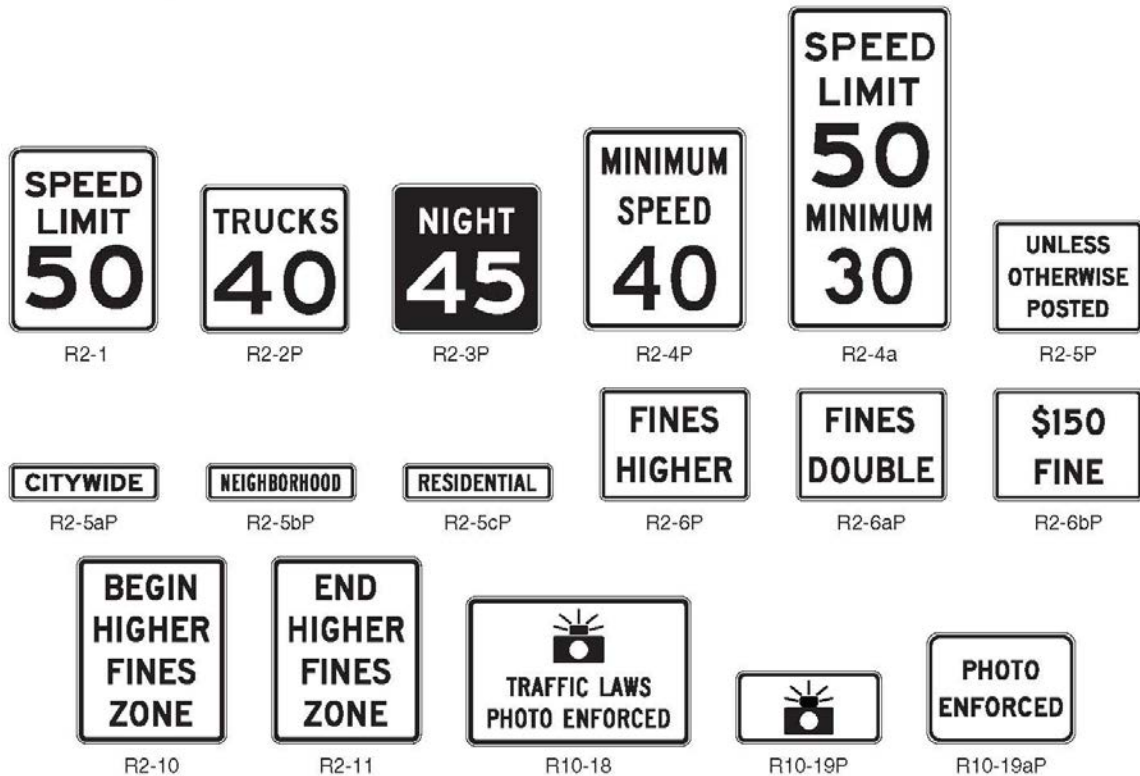 SPEED
LIMIT
50
R2-1
TRUCKS
40
R2-2P
NIGHT
45
R2-3P
MINIMUM
SPEED
40
R2-4P
SPEED
LIMIT
50
MINIMUM
30
R2-4a
UNLESS
OTHERWISE
POSTED
R2-5P
CITYWIDE
R2-5aP
NEIGHBORHOOD
R2-5bP
RESIDENTIAL
R2-5cP
FINES
HIGHER
R2-6P
FINES
DOUBLE
R2-6aP
$150
FINE
R2-6bP
BEGIN
HIGHER
FINES
ZONE
R2-10
END
HIGHER
FINES
ZONE
R2-11
TRAFFIC LAWS
PHOTO ENFORCED
R10-18
R10-19P
PHOTO
ENFORCED
R10-19aP